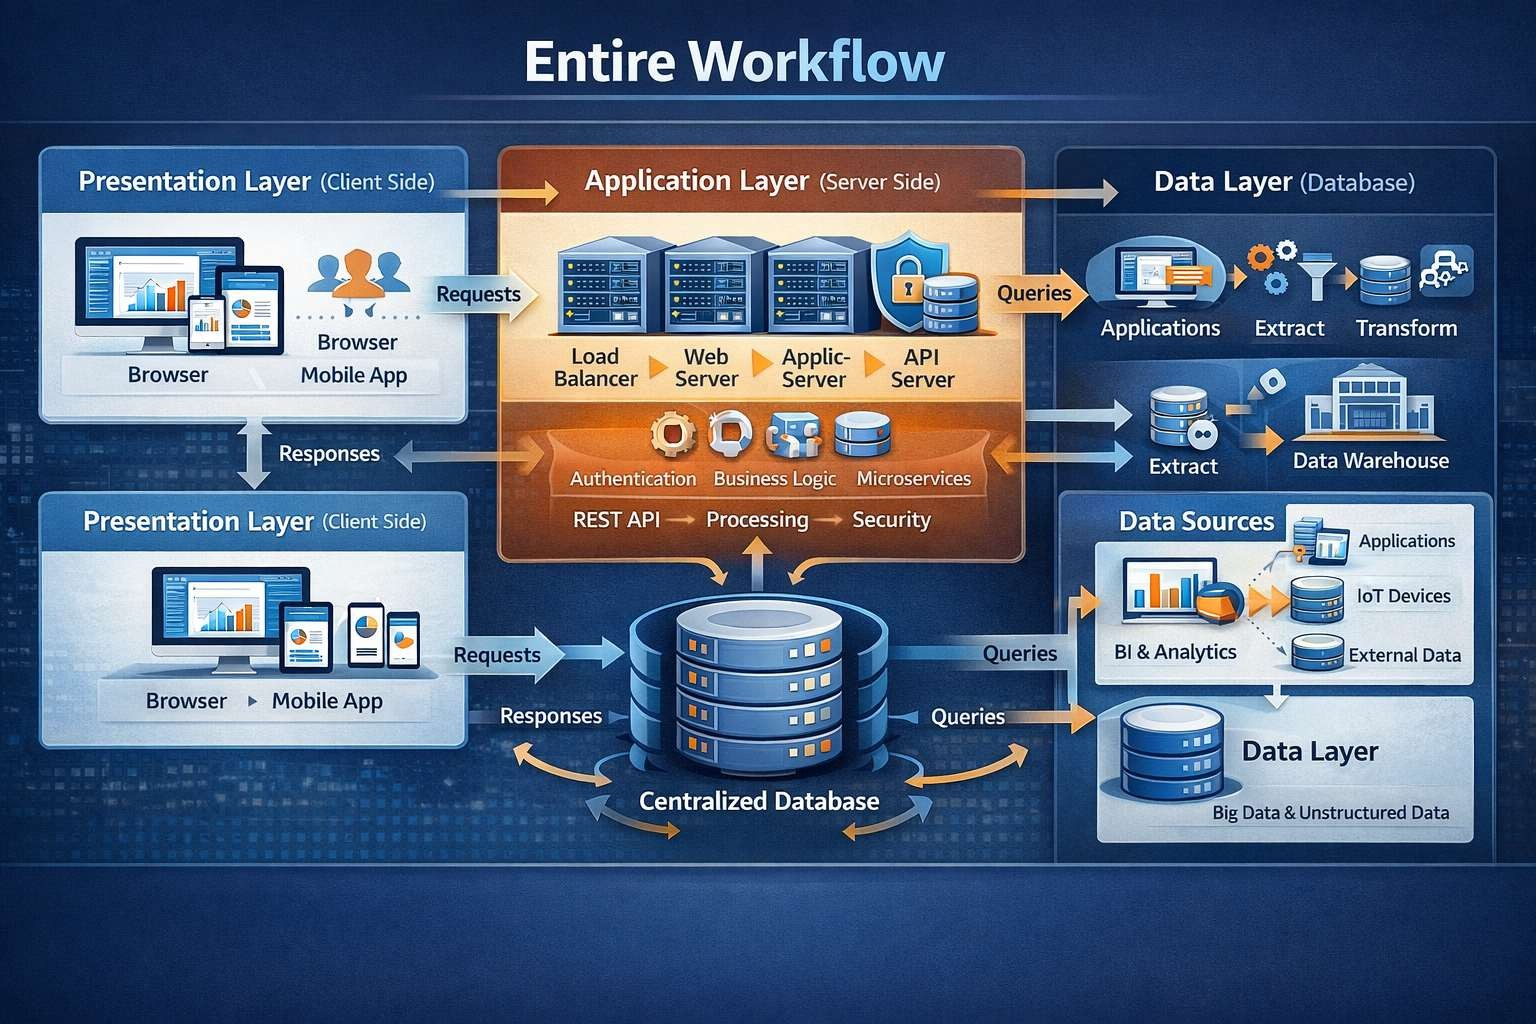 Entire Workflow
Presentation Layer (Client Side)
Browser
Browser
Mobile App
Requests
Application Layer (Server Side)
Load
Balancer
Web
Server
Applic-
Server
API
Server
Authentication
Business Logic
Microservices
REST API
Processing
Security
Queries
Data Layer (Database)
Applications
Extract
Transform
Extract
Data Warehouse
Responses
Presentation Layer (Client Side)
Browser
Mobile App
Requests
Responses
Centralized Database
Queries
Queries
Data Sources
Applications
IoT Devices
BI & Analytics
External Data
Data Layer
Big Data & Unstructured Data